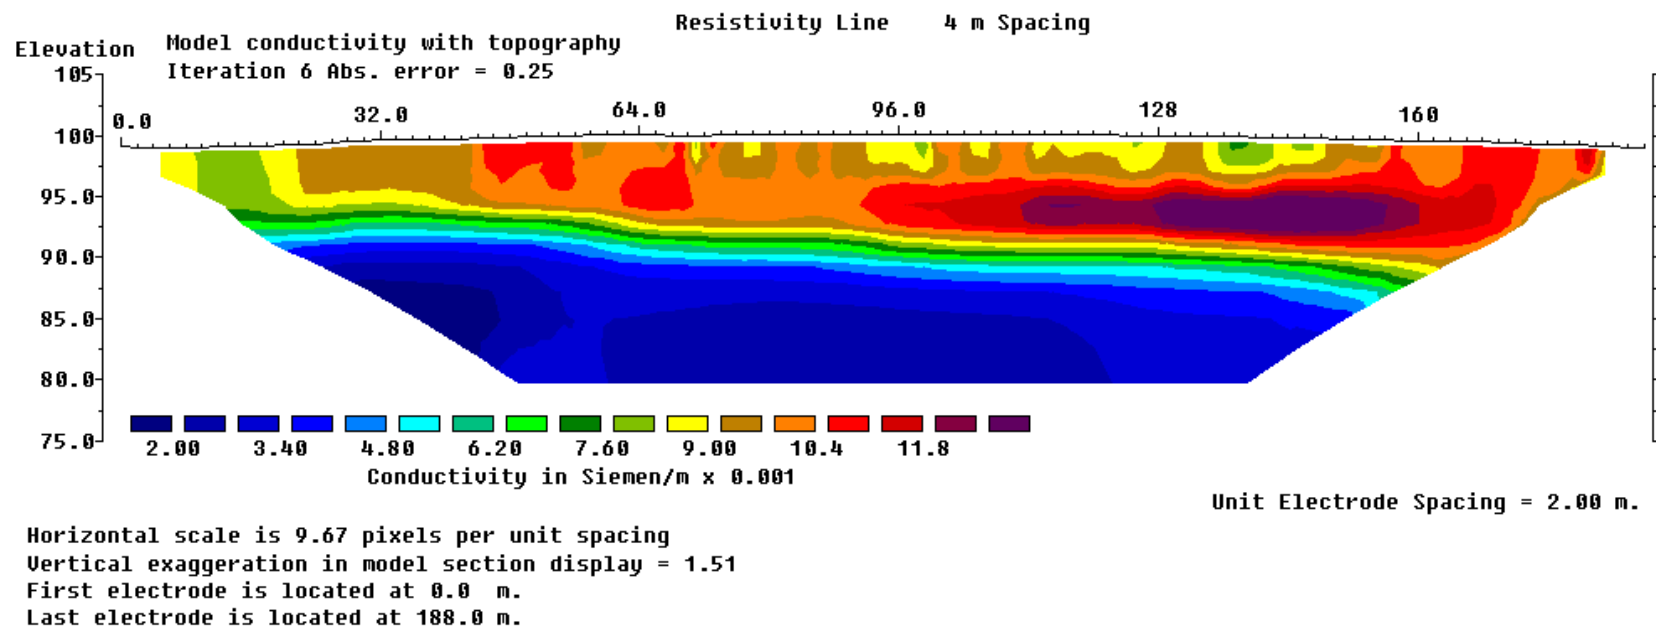 Resistivity Line 4 m Spacing
Elevation
Model conductivity with topography
Iteration 6 Abs. error = 0.25
105
0.0 32.0 64.0 96.0 128 160
100
95.0
90.0
85.0
80.0
75.0
2.00 3.40 4.80 6.20 7.60 9.00 10.4 11.8
Conductivity in Siemen/m x 0.001
Unit Electrode Spacing = 2.00 m.
Horizontal scale is 9.67 pixels per unit spacing
Vertical exaggeration in model section display = 1.51
First electrode is located at 0.0 m.
Last electrode is located at 188.0 m.